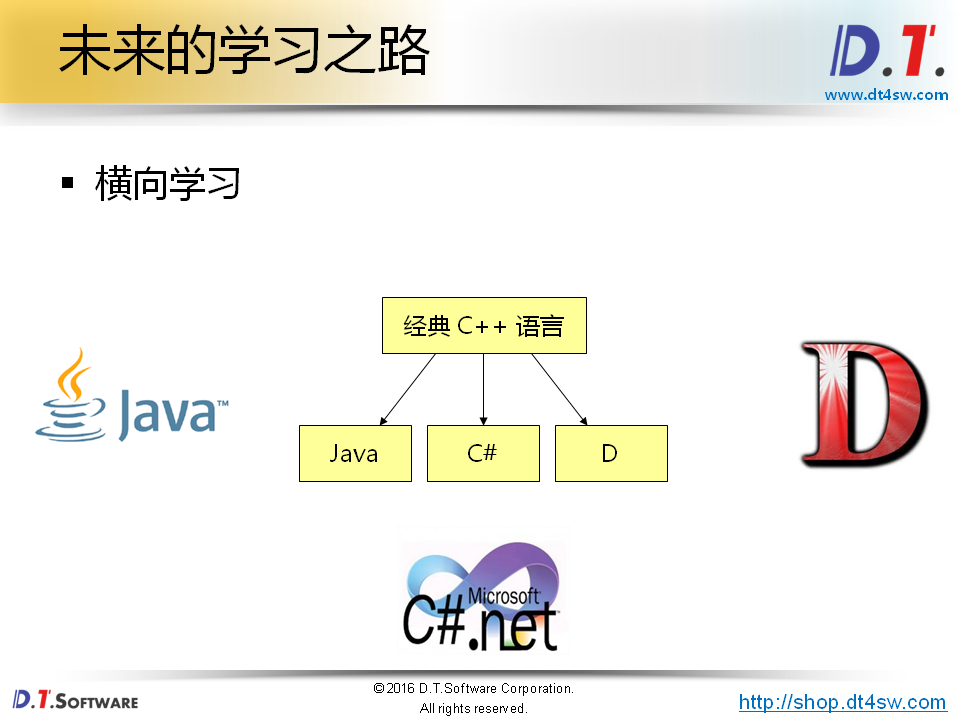 未来的学习之路
D.T.
www.dt4sw.com
▪ 横向学习
经典 C++ 语言
Java™
D
Java
C#
D
Microsoft
C#.net
©2016 D.T.Software Corporation.
All rights reserved.
D.T.SOFTWARE
http://shop.dt4sw.com